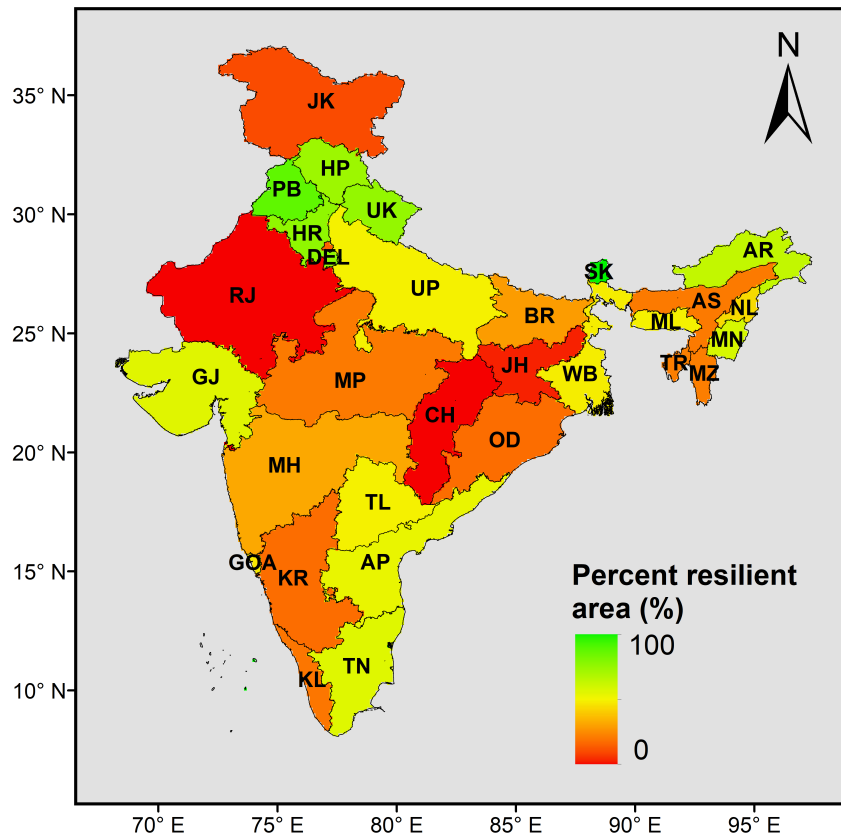 N
35° N
JK
HP
PB
30° N
UK
HR
DEL
AR
SK
RJ
UP
AS
NL
BR
ML
25° N
MN
JH
TR
GJ
MP
WB
MZ
CH
OD
20° N
MH
TL
GOA
AP
15° N
KR
Percent resilient
area (%)
100
TN
KL
10° N
0
70° E
75° E
80° E
85° E
90° E
95° E